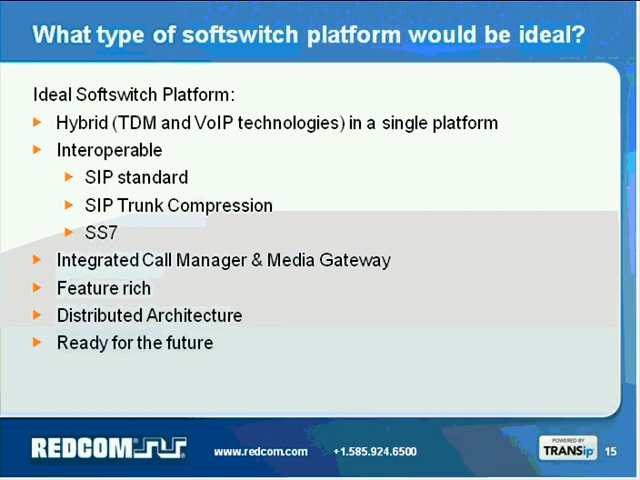 What type of softswitch platform would be ideal?
Ideal Softswitch Platform:
Hybrid (TDM and VoIP technologies) in a single platform
Interoperable
SIP standard
SIP Trunk Compression
SS7
Integrated Call Manager & Media Gateway
Feature rich
Distributed Architecture
Ready for the future
REDCOM
www.redcom.com
+1.585.924.6500
POWERED BY
TRANSip
15